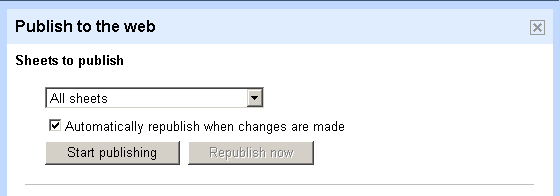 Publish to the web
Sheets to publish
All sheets
Automatically republish when changes are made
Start publishing Republish now